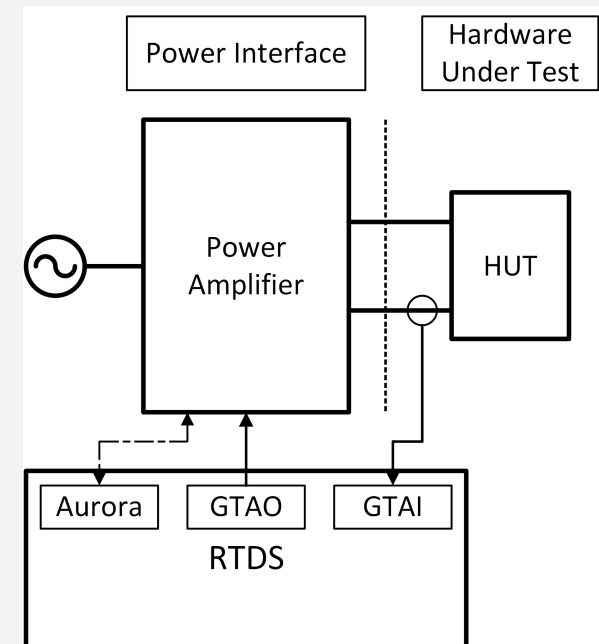 Power Interface
Hardware
Under Test
Power
Amplifier
HUT
Aurora
GTAO
GTAI
RTDS